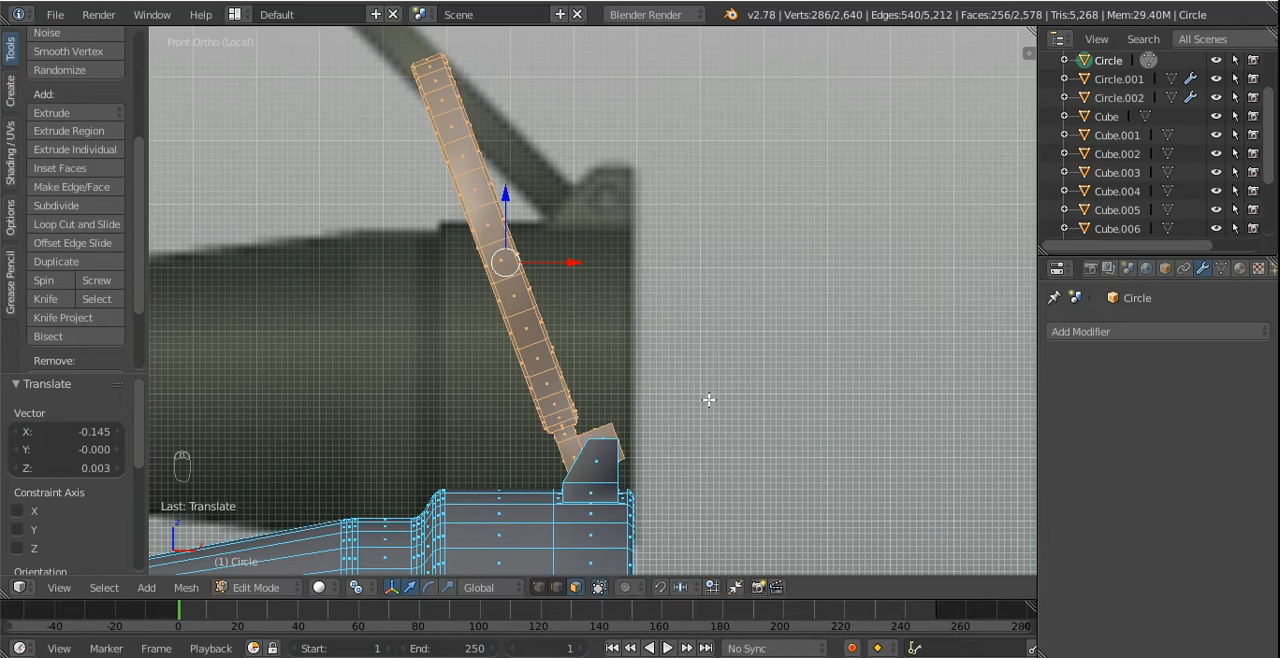 File Render Window Help Default Scene Blender Render v2.78 | Verts:286/2,640 | Edges:540/5,212 | Faces:256/2,578 | Tris:5,268 | Mem:29.40M | Circle
Tools
Create
Shading / UVs
Options
Grease Pencil
Noise
Smooth Vertex
Randomize
Add:
Extrude
Extrude Region
Extrude Individual
Inset Faces
Make Edge/Face
Subdivide
Loop Cut and Slide
Offset Edge Slide
Duplicate
Spin Screw
Knife Select
Knife Project
Bisect
Remove:
Translate
Vector
X: -0.145
Y: -0.000
Z: 0.003
Constraint Axis
X
Y
Z
Orientation
Front Ortho (Local)
Last: Translate
(1) Circle
View Select Add Mesh Edit Mode Global
View Search All Scenes
Circle
Circle.001
Circle.002
Cube
Cube.001
Cube.002
Cube.003
Cube.004
Cube.005
Cube.006
Circle
Add Modifier
-40 -20 0 20 40 60 80 100 120 140 160 180 200 220 240 260 280
View Marker Frame Playback Start: 1 End: 250 1 No Sync